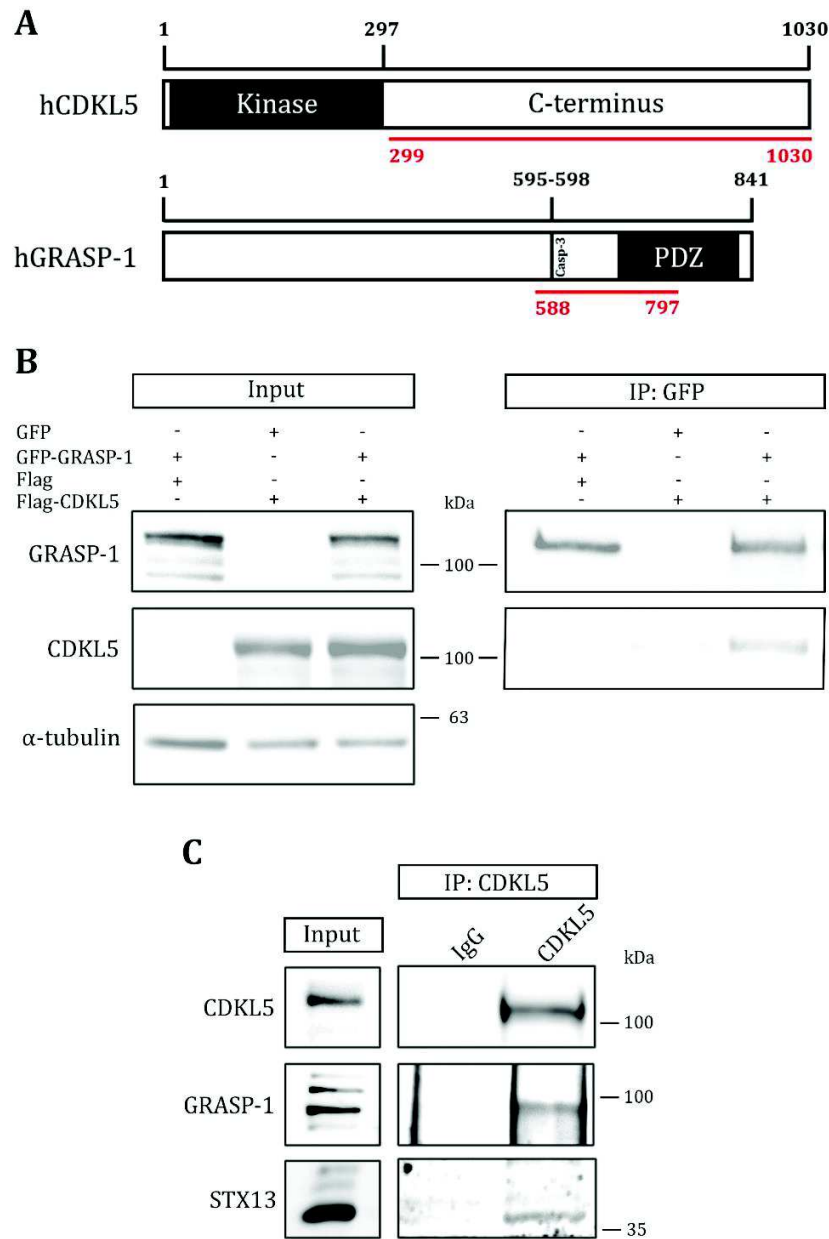 A
1 297 1030
hCDKL5 Kinase C-terminus
299 1030
1 595-598 841
hGRASP-1 Casp-3 PDZ
588 797
B
Input IP: GFP
GFP - + - - + -
GFP-GRASP-1 + - + + - +
Flag + - - + - -
Flag-CDKL5 - + + kDa - + +
GRASP-1
100
CDKL5
100
63
α-tubulin
C
IP: CDKL5
Input IgG CDKL5
kDa
CDKL5
100
GRASP-1
100
STX13
35